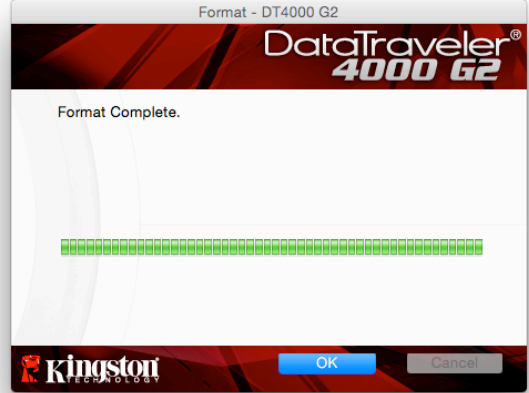 Format - DT4000 G2
DataTraveler®
4000 G2
Format Complete.
Kingston
TECHNOLOGY
OK
Cancel